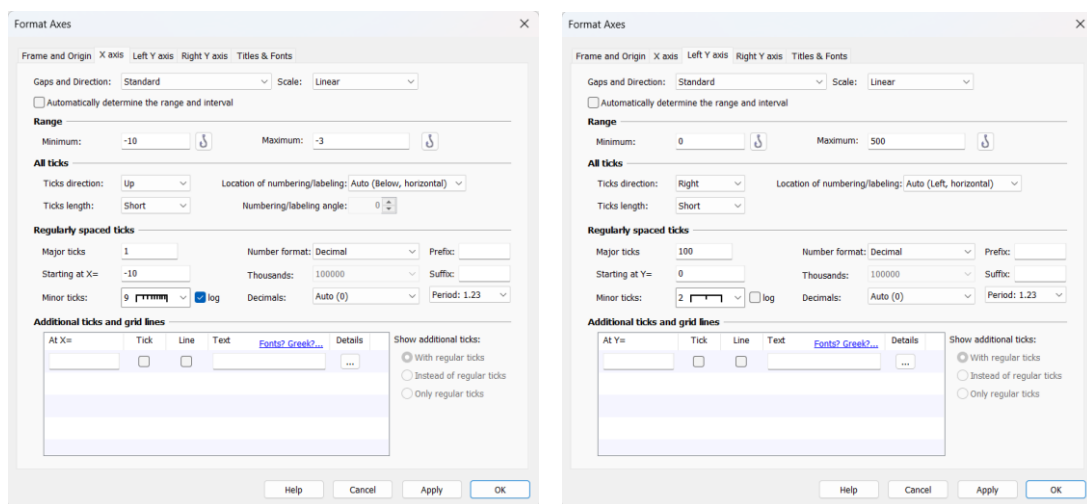 Format Axes
Frame and Origin X axis Left Y axis Right Y axis Titles & Fonts
Gaps and Direction: Standard Scale: Linear
Automatically determine the range and interval
Range
Minimum: -10 Maximum: -3
All ticks
Ticks direction: Up Location of numbering/labeling: Auto (Below, horizontal)
Ticks length: Short Numbering/labeling angle: 0
Regularly spaced ticks
Major ticks 1 Number format: Decimal Prefix:
Starting at X= -10 Thousands: 100000 Suffix:
Minor ticks: 9 log Decimals: Auto (0) Period: 1.23
Additional ticks and grid lines
At X= Tick Line Text Fonts? Greek?... Details Show additional ticks:
... With regular ticks
Instead of regular ticks
Only regular ticks
Help Cancel Apply OK
Format Axes
Frame and Origin X axis Left Y axis Right Y axis Titles & Fonts
Gaps and Direction: Standard Scale: Linear
Automatically determine the range and interval
Range
Minimum: 0 Maximum: 500
All ticks
Ticks direction: Right Location of numbering/labeling: Auto (Left, horizontal)
Ticks length: Short
Regularly spaced ticks
Major ticks 100 Number format: Decimal Prefix:
Starting at Y= 0 Thousands: 100000 Suffix:
Minor ticks: 2 log Decimals: Auto (0) Period: 1.23
Additional ticks and grid lines
At Y= Tick Line Text Fonts? Greek?... Details Show additional ticks:
... With regular ticks
Instead of regular ticks
Only regular ticks
Help Cancel Apply OK